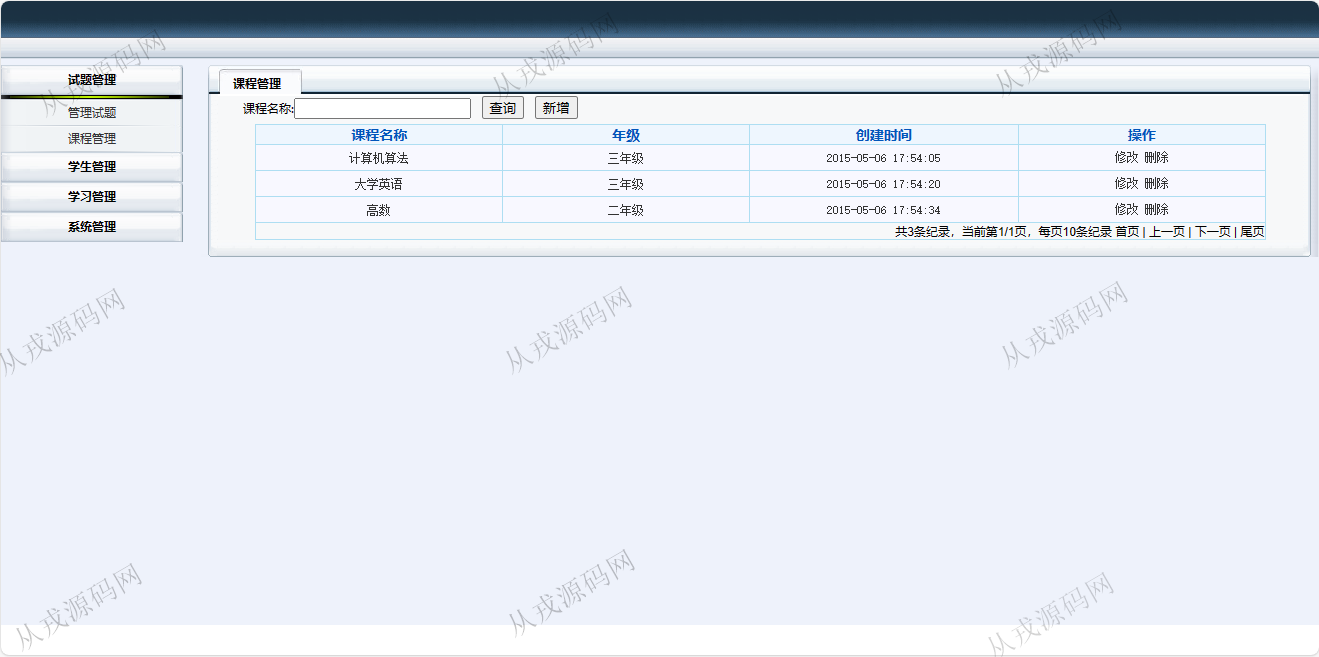 试题管理
管理试题
课程管理
学生管理
学习管理
系统管理
课程管理
课程名称: 查询 新增
课程名称 年级 创建时间 操作
计算机算法 三年级 2015-05-06 17:54:05 修改 删除
大学英语 三年级 2015-05-06 17:54:20 修改 删除
高数 二年级 2015-05-06 17:54:34 修改 删除
共3条纪录，当前第1/1页，每页10条纪录 首页 | 上一页 | 下一页 | 尾页
从戎源码网
从戎源码网
从戎源码网
从戎源码网
从戎源码网
从戎源码网
从戎源码网
从戎源码网
从戎源码网